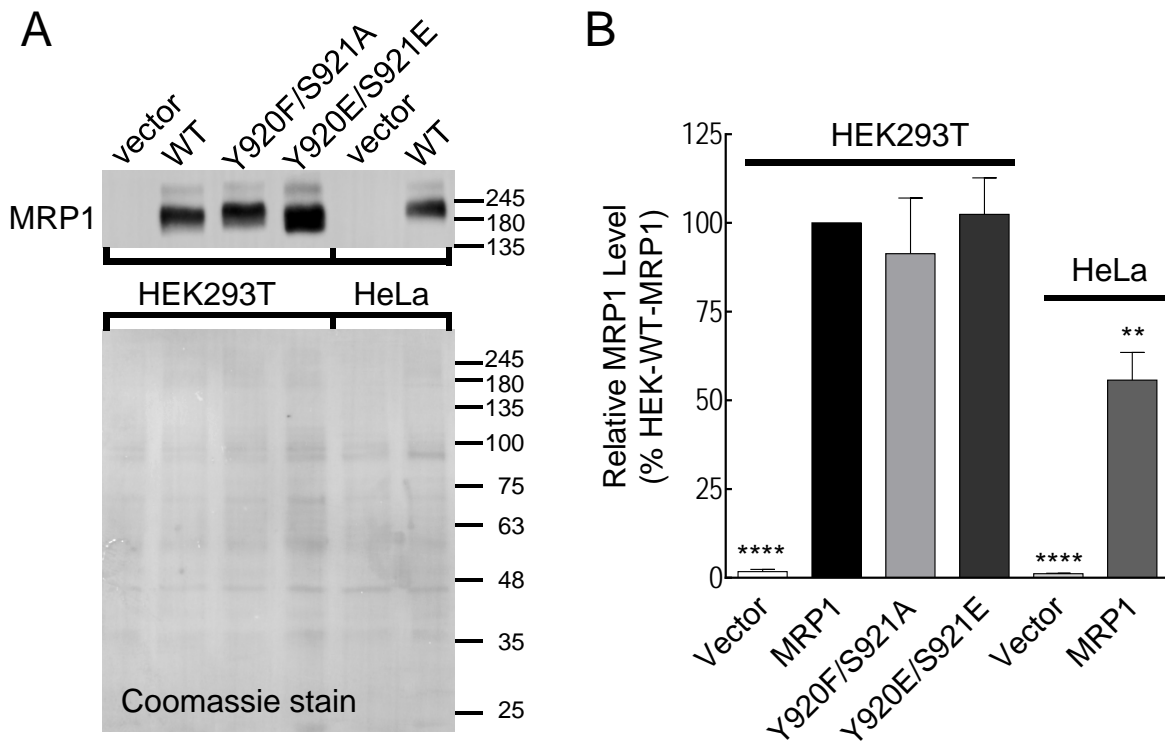 A
vector
WT
Y920F/S921A
Y920E/S921E
vector
WT
MRP1
245
180
135
HEK293T
HeLa
245
180
135
100
75
63
48
35
25
Coomassie stain
B
Relative MRP1 Level
(% HEK-WT-MRP1)
125
100
75
50
25
0
HEK293T
HeLa
****
****
**
Vector
MRP1
Y920F/S921A
Y920E/S921E
Vector
MRP1